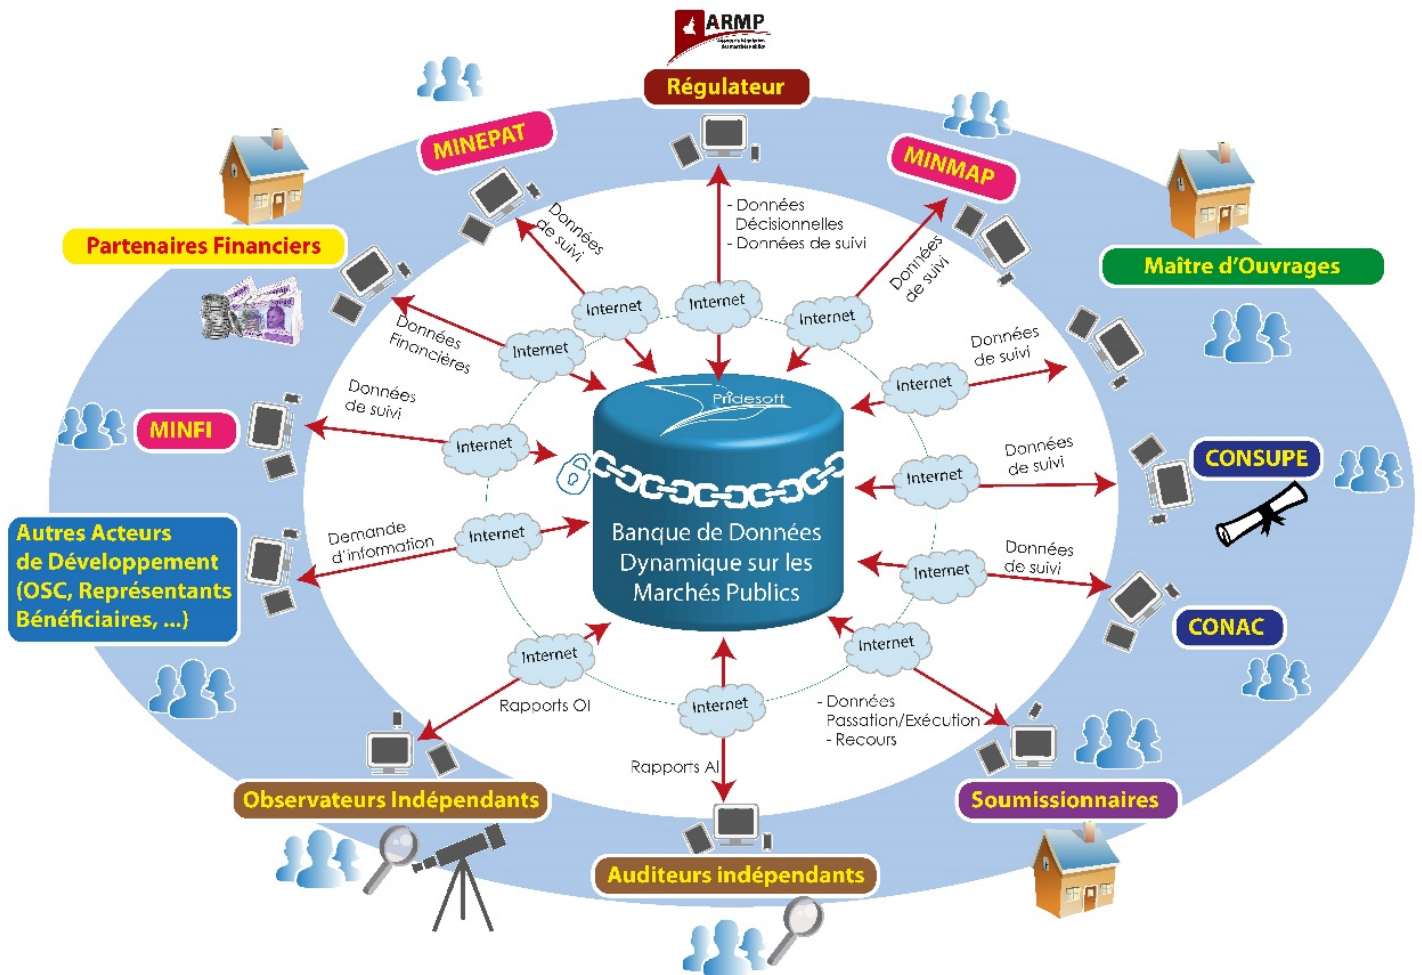 ARMP
Régulateur
MINEPAT
MINMAP
Partenaires Financiers
Maître d'Ouvrages
- Données
Décisionnelles
- Données de suivi
Données
de suivi
Données
de suivi
Internet
Internet
Internet
Données
Financières
Internet
Données
de suivi
Internet
Données
de suivi
MINFI
Internet
Pridesoft
Données
de suivi
Internet
CONSUPE
Autres Acteurs
de Développement
(OSC, Représentants
Bénéficiaires, ...)
Demande
d'information
Internet
Banque de Données
Dynamique sur les
Marchés Publics
Internet
Données
de suivi
CONAC
Internet
Rapports OI
Internet
Internet
- Données
Passation/Exécution
- Recours
Rapports AI
Observateurs Indépendants
Soumissionnaires
Auditeurs indépendants